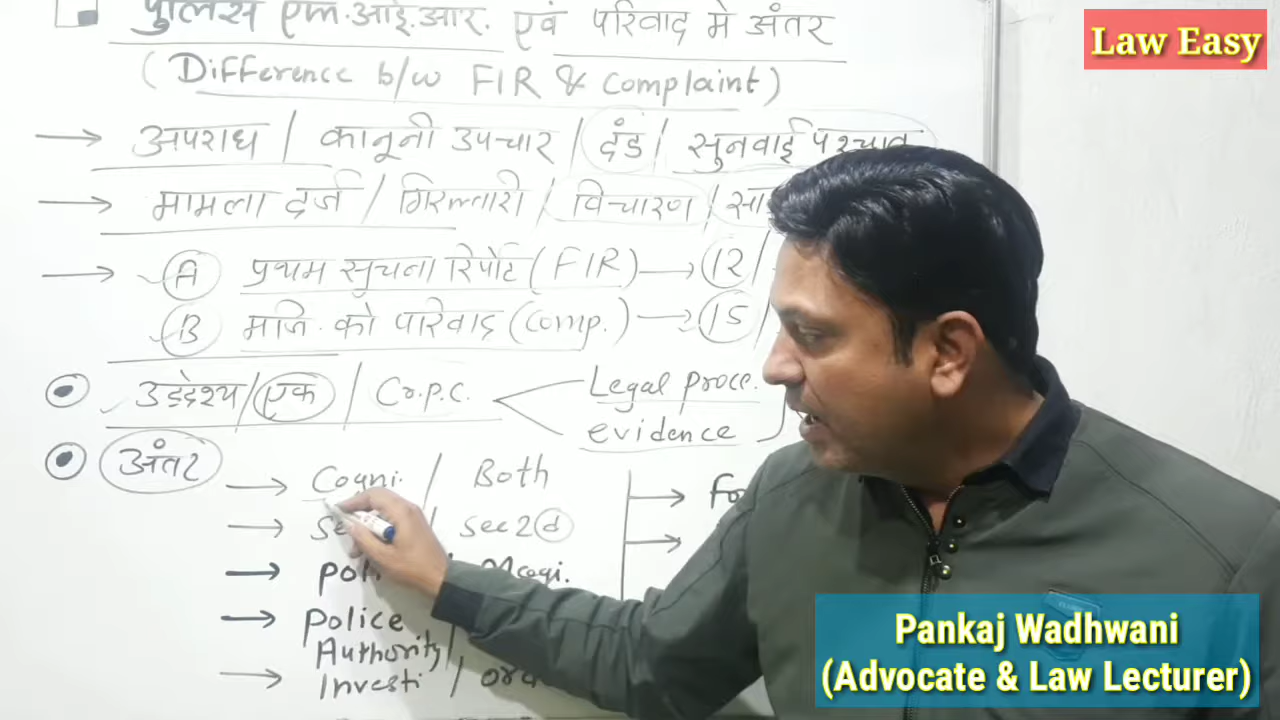 पुलिस एफ.आई.आर. एवं परिवाद मे अंतर
(Difference b/w FIR & Complaint)
Law Easy
→ अपराध / कानूनी उपचार / दंड / सुनवाई पश्चात
→ मामला दर्ज / गिरफ्तारी / विचारण /
→ A प्रथम सुचना रिर्पोट (FIR) → 12 /
B मजि. को परिवाद (Comp.) → 15 /
• उद्देश्य / एक / Cr.p.c. Legal proce.
evidence
• अंतर → Cogni. / Both
→ / sec 2 d
→
→ Police
Authority /
→ Investi /
Pankaj Wadhwani
(Advocate & Law Lecturer)